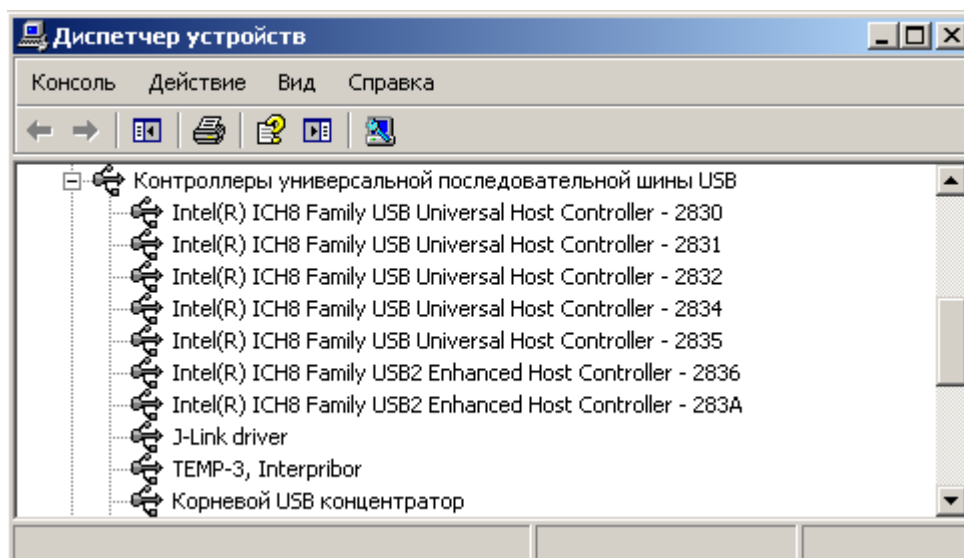 Диспетчер устройств
Консоль Действие Вид Справка
Контроллеры универсальной последовательной шины USB
Intel(R) ICH8 Family USB Universal Host Controller - 2830
Intel(R) ICH8 Family USB Universal Host Controller - 2831
Intel(R) ICH8 Family USB Universal Host Controller - 2832
Intel(R) ICH8 Family USB Universal Host Controller - 2834
Intel(R) ICH8 Family USB Universal Host Controller - 2835
Intel(R) ICH8 Family USB2 Enhanced Host Controller - 2836
Intel(R) ICH8 Family USB2 Enhanced Host Controller - 283A
J-Link driver
TEMP-3, Interpribor
Корневой USB концентратор